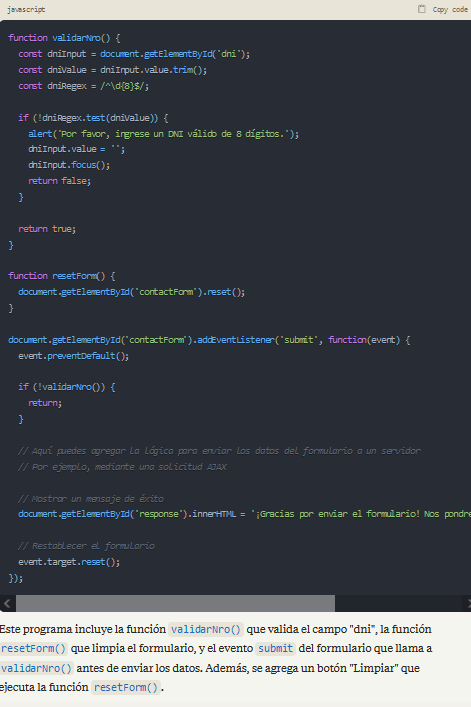 javascript
Copy code
function validarNro() {
const dniInput = document.getElementById('dni');
const dniValue = dniInput.value.trim();
const dniRegex = /^\d{8}$/;
if (!dniRegex.test(dniValue)) {
alert('Por favor, ingrese un DNI válido de 8 dígitos.');
dniInput.value = '';
dniInput.focus();
return false;
}
return true;
}
function resetForm() {
document.getElementById('contactForm').reset();
}
document.getElementById('contactForm').addEventListener('submit', function(event) {
event.preventDefault();
if (!validarNro()) {
return;
}
// Aquí puedes agregar la lógica para enviar los datos del formulario a un servidor
// Por ejemplo, mediante una solicitud AJAX
// Mostrar un mensaje de éxito
document.getElementById('response').innerHTML = '¡Gracias por enviar el formulario! Nos pondre
// Restablecer el formulario
event.target.reset();
});
Este programa incluye la función validarNro() que valida el campo "dni", la función
resetForm() que limpia el formulario, y el evento submit del formulario que llama a
validarNro() antes de enviar los datos. Además, se agrega un botón "Limpiar" que
ejecuta la función resetForm().